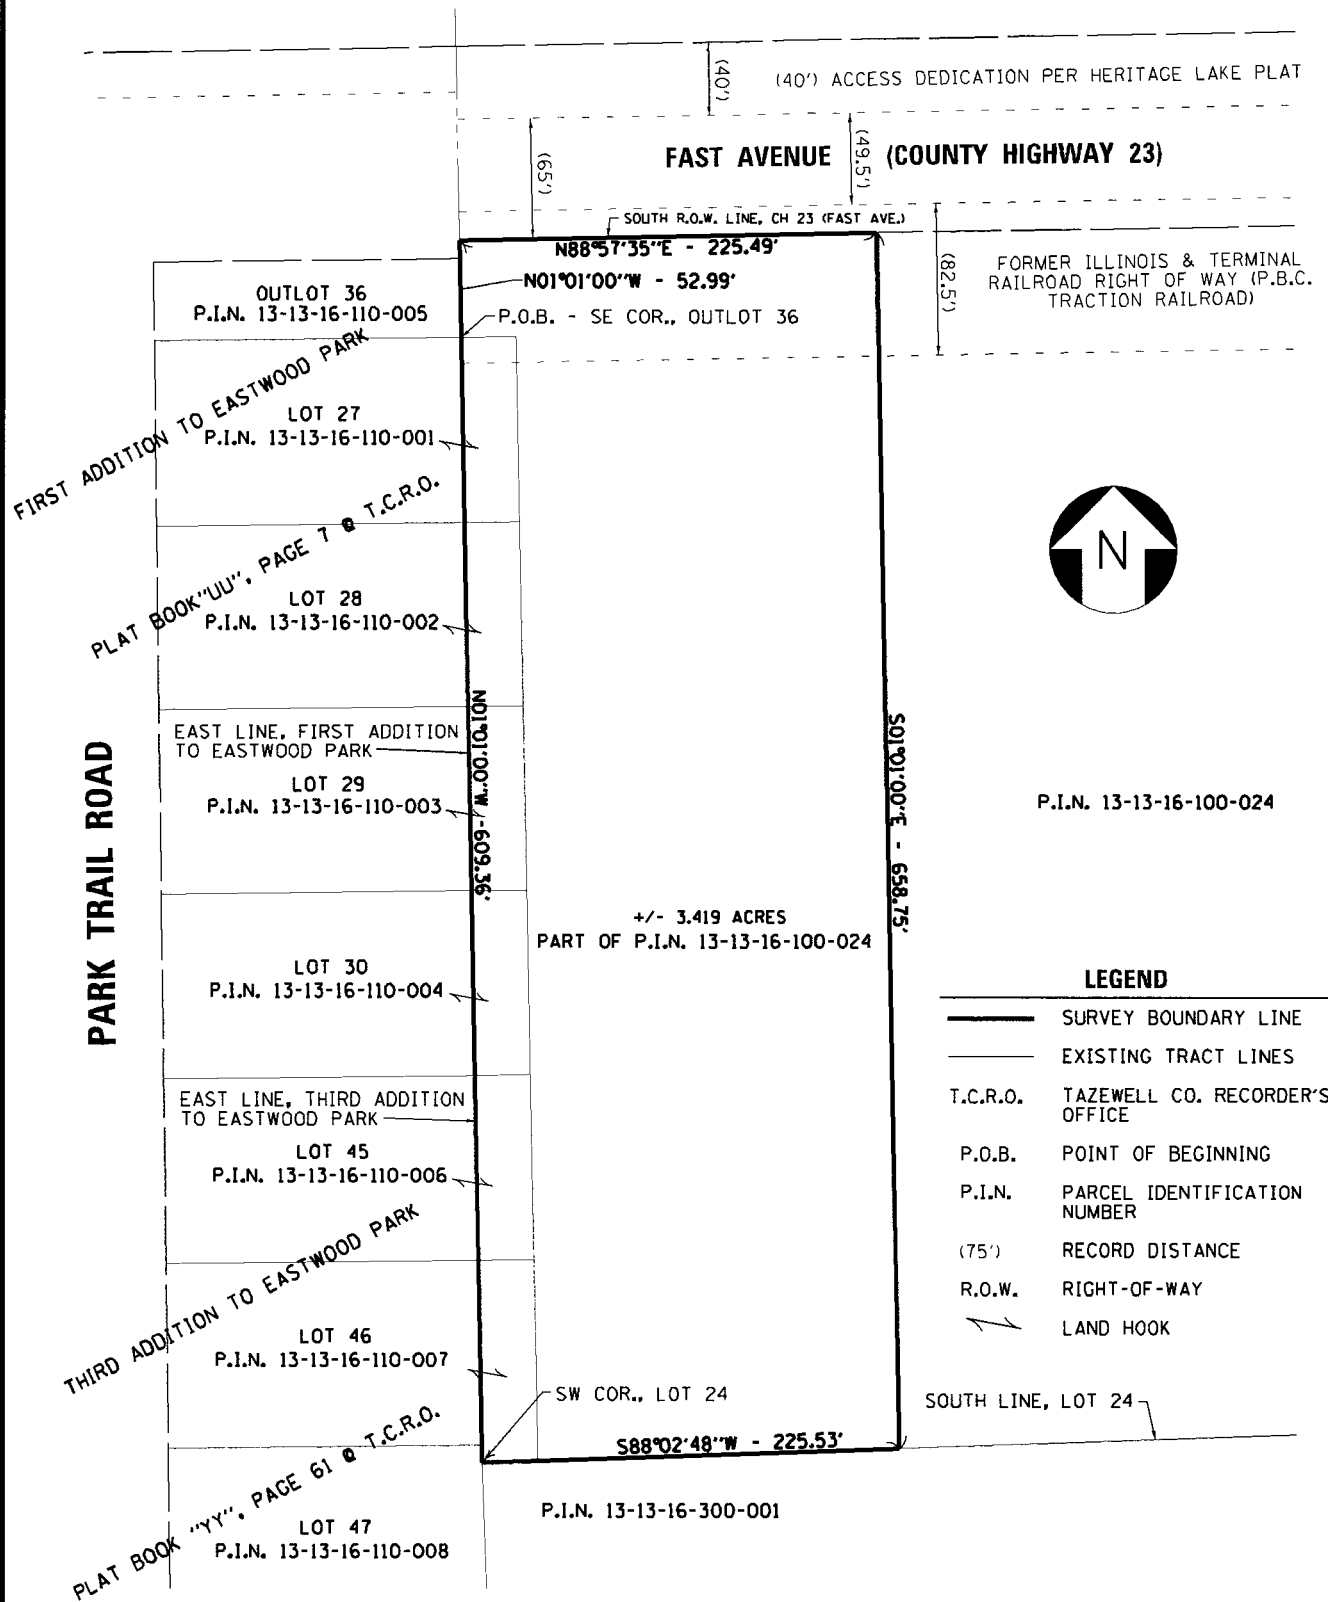 (40')
(40') ACCESS DEDICATION PER HERITAGE LAKE PLAT
(65')
FAST AVENUE (COUNTY HIGHWAY 23)
(49.5')
SOUTH R.O.W. LINE, CH 23 (FAST AVE.)
N88°57'35"E - 225.49'
N01°01'00"W - 52.99'
P.O.B. - SE COR., OUTLOT 36
(82.5')
FORMER ILLINOIS & TERMINAL
RAILROAD RIGHT OF WAY (P.B.C.
TRACTION RAILROAD)
OUTLOT 36
P.I.N. 13-13-16-110-005
FIRST ADDITION TO EASTWOOD PARK
LOT 27
P.I.N. 13-13-16-110-001
PLAT BOOK"UU", PAGE 7 @ T.C.R.O.
LOT 28
P.I.N. 13-13-16-110-002
N
EAST LINE, FIRST ADDITION
TO EASTWOOD PARK
N01°01'00"W - 609.36'
S01°01'00"E - 658.75'
LOT 29
P.I.N. 13-13-16-110-003
P.I.N. 13-13-16-100-024
PARK TRAIL ROAD
+/- 3.419 ACRES
PART OF P.I.N. 13-13-16-100-024
LOT 30
P.I.N. 13-13-16-110-004
EAST LINE, THIRD ADDITION
TO EASTWOOD PARK
LOT 45
P.I.N. 13-13-16-110-006
THIRD ADDITION TO EASTWOOD PARK
LOT 46
P.I.N. 13-13-16-110-007
SW COR., LOT 24
S88°02'48"W - 225.53'
SOUTH LINE, LOT 24
PLAT BOOK "YY", PAGE 61 @ T.C.R.O.
LOT 47
P.I.N. 13-13-16-110-008
P.I.N. 13-13-16-300-001
LEGEND
SURVEY BOUNDARY LINE
EXISTING TRACT LINES
T.C.R.O. TAZEWELL CO. RECORDER'S
OFFICE
P.O.B. POINT OF BEGINNING
P.I.N. PARCEL IDENTIFICATION
NUMBER
(75') RECORD DISTANCE
R.O.W. RIGHT-OF-WAY
LAND HOOK